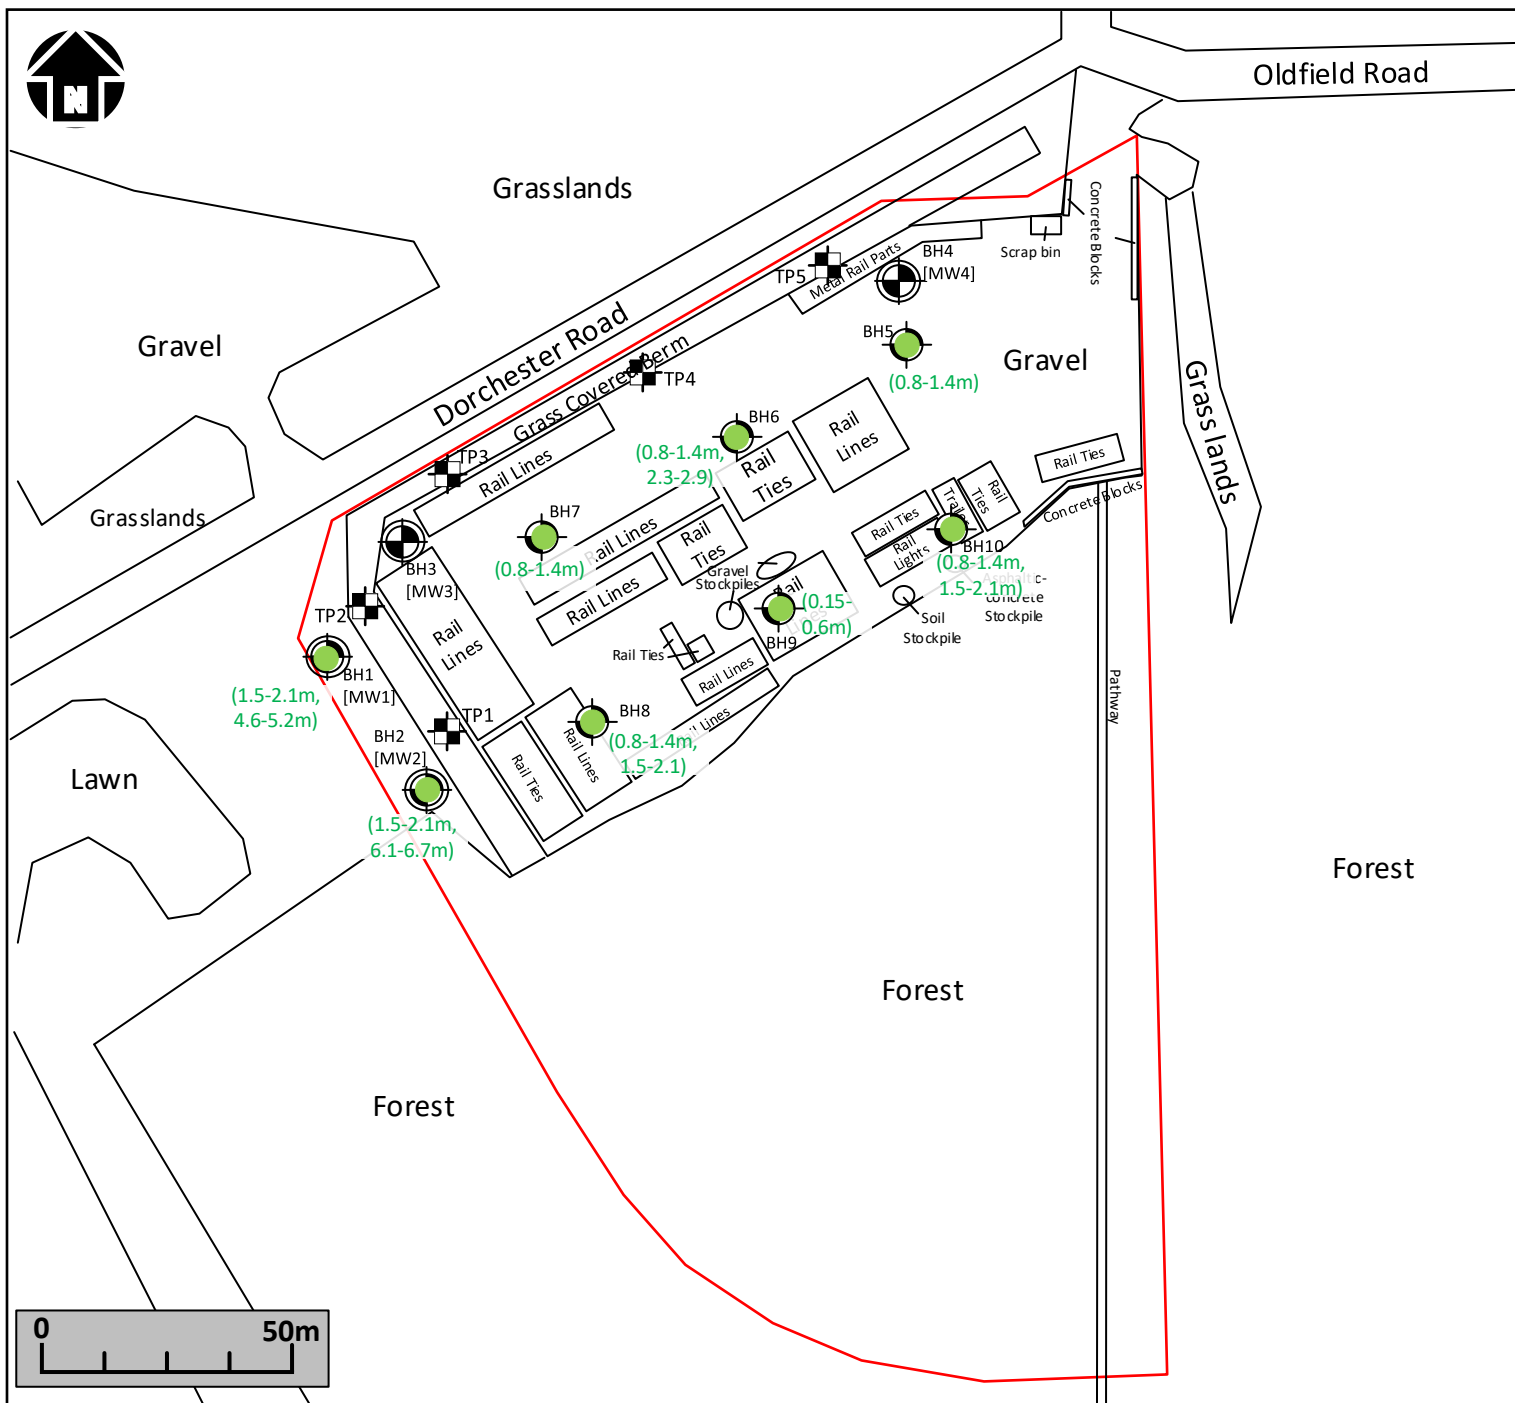 N
Oldfield Road
Grasslands
Concrete Blocks
Scrap bin
BH4
[MW4]
TP5
Metal Rail Parts
Gravel
Dorchester Road
BH5
(0.8-1.4m)
Gravel
Grasslands
Grass Covered Berm
TP4
BH6
(0.8-1.4m,
2.3-2.9)
Rail
Lines
Rail
Ties
Rail Ties
Concrete Blocks
TP3
Rail Lines
Grasslands
BH7
(0.8-1.4m)
Rail Lines
Rail
Ties
Rail Ties
Trailer
Rail
Ties
Rail
Lights
BH10
(0.8-1.4m,
1.5-2.1m)
Asphaltic-
concrete
Stockpile
BH3
[MW3]
Gravel
Stockpiles
Rail
Lines
(0.15-
0.6m)
BH9
Soil
Stockpile
TP2
Rail Lines
Rail
Lines
Rail Ties
Rail Lines
BH1
[MW1]
(1.5-2.1m,
4.6-5.2m)
Pathway
TP1
BH8
(0.8-1.4m,
1.5-2.1)
Rail Lines
Rail Lines
BH2
[MW2]
Rail Ties
(1.5-2.1m,
6.1-6.7m)
Lawn
Forest
Forest
Forest
0 50m